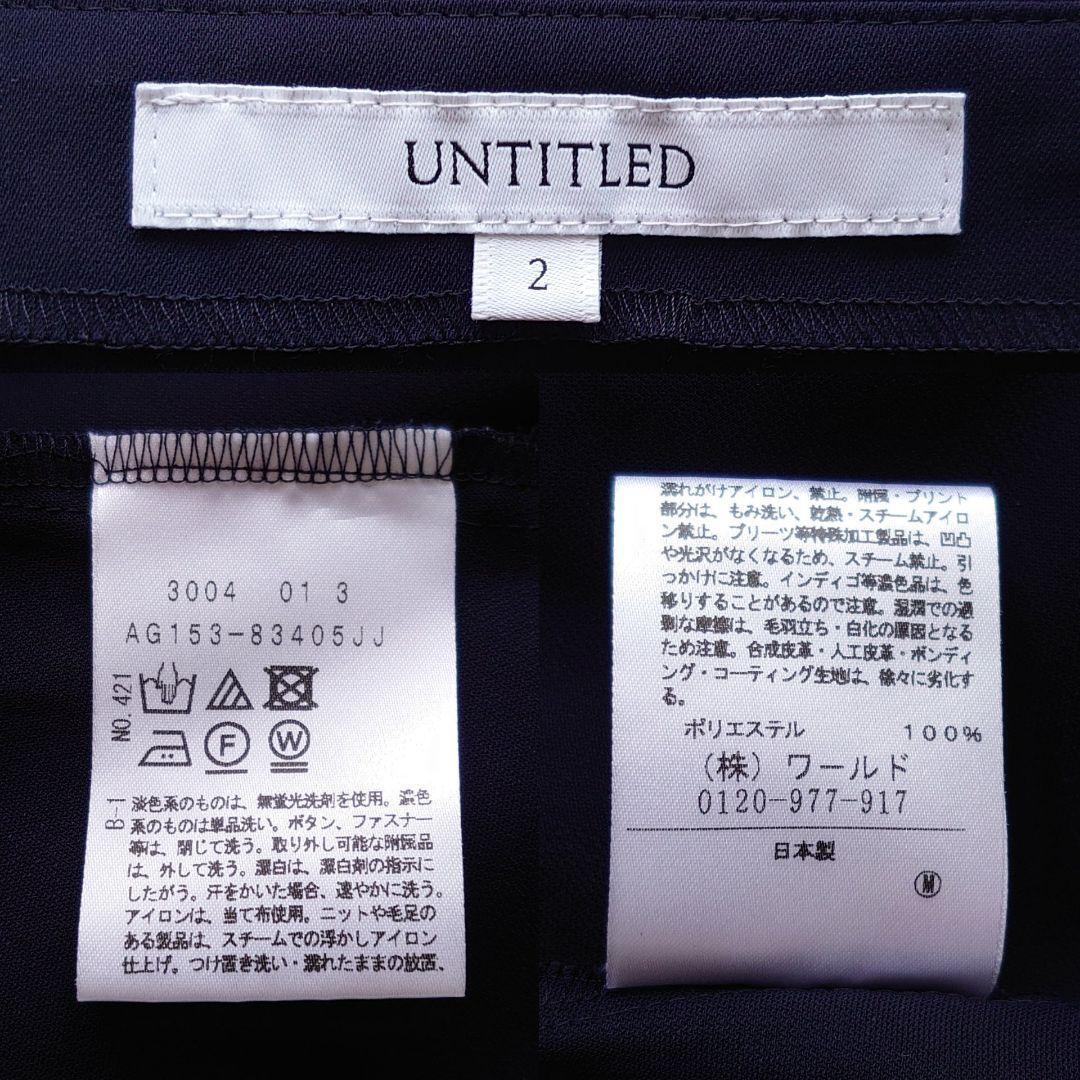 UNTITLED
2
3004 01 3
AG153-83405JJ
NO.421
F
W
B-1
淡色系のものは、無蛍光洗剤を使用。濃色
系のものは単品洗い。ボタン、ファスナー
等は、閉じて洗う。取り外し可能な附属品
は、外して洗う。漂白は、漂白剤の指示に
したがう。汗をかいた場合、速やかに洗う。
アイロンは、当て布使用。ニットや毛足の
ある製品は、スチームでの浮かしアイロン
仕上げ。つけ置き洗い・濡れたままの放置、
濡れがけアイロン、禁止。附属・プリント
部分は、もみ洗い、乾熱・スチームアイロ
ン禁止。プリーツ等特殊加工製品は、凹凸
や光沢がなくなるため、スチーム禁止。引
っかけに注意。インディゴ等濃色品は、色
移りすることがあるので注意。湿潤での過
剰な摩擦は、毛羽立ち・白化の原因となる
ため注意。合成皮革・人工皮革・ボンディ
ング・コーティング生地は、徐々に劣化す
る。
ポリエステル 100%
(株)ワールド
0120-977-917
日本製
M